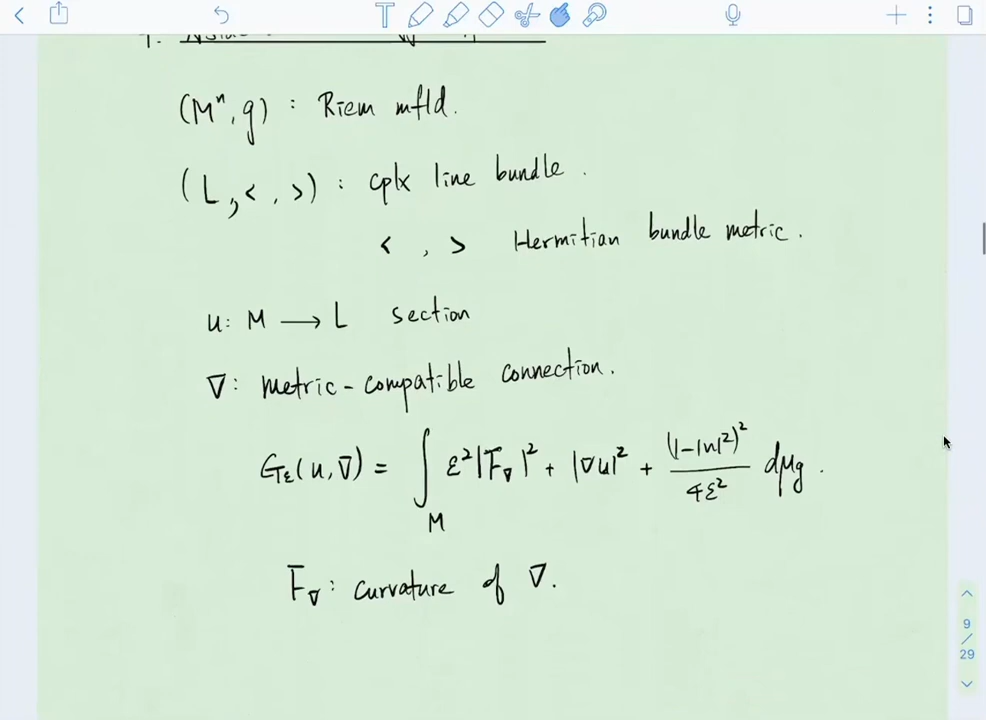 (Mⁿ, g) : Riem mfld.
(L, < , >) : cplx line bundle.
< , > Hermitian bundle metric.
u: M ⟶ L section
∇: metric-compatible connection.
G_ε(u, ∇) = ∫_M ε²|F_∇|² + |∇u|² + (1-|u|²)²/4ε² dμ_g.
F_∇: curvature of ∇.
9
/
29